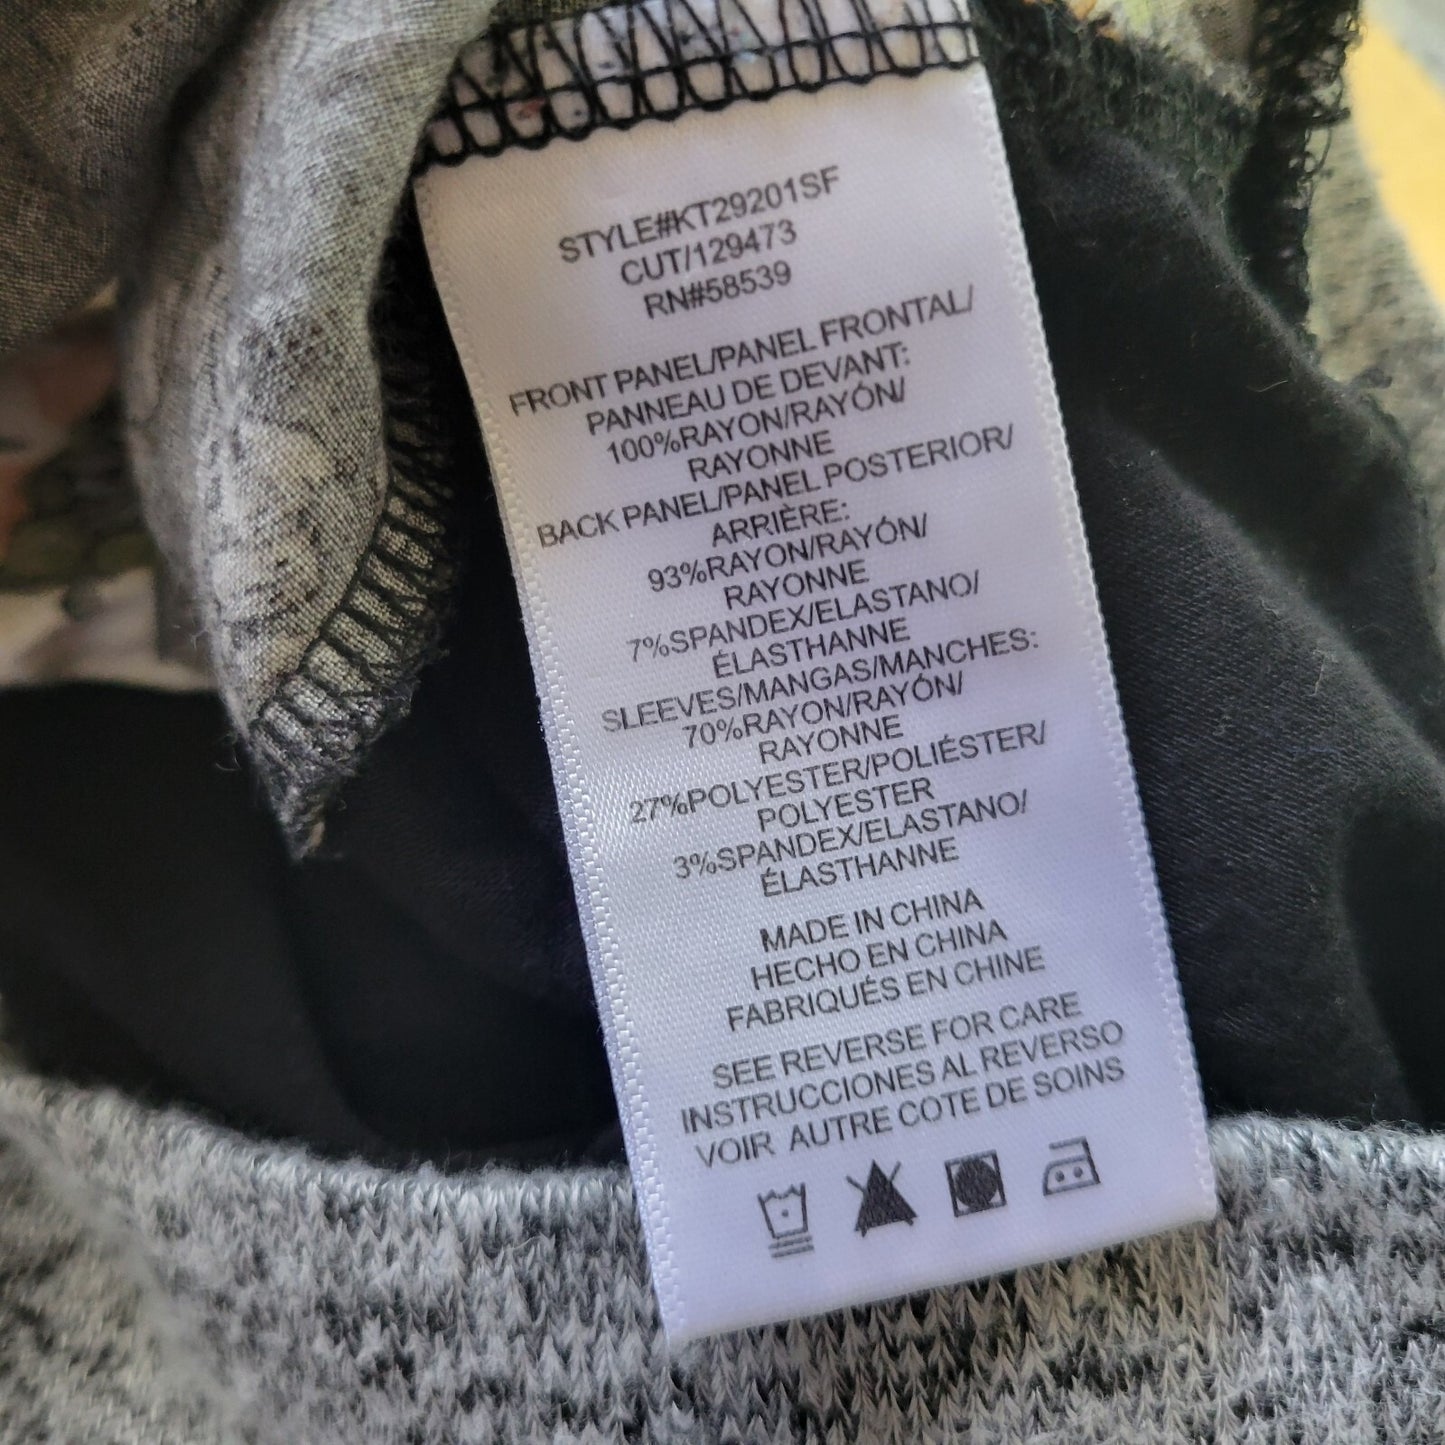 STYLE#KT29201SF
CUT/129473
RN#58539
FRONT PANEL/PANEL FRONTAL/
PANNEAU DE DEVANT:
100%RAYON/RAYÓN/
RAYONNE
BACK PANEL/PANEL POSTERIOR/
ARRIÈRE:
93%RAYON/RAYÓN/
RAYONNE
7%SPANDEX/ELASTANO/
ÉLASTHANNE
SLEEVES/MANGAS/MANCHES:
70%RAYON/RAYÓN/
RAYONNE
27%POLYESTER/POLIÉSTER/
POLYESTER
3%SPANDEX/ELASTANO/
ÉLASTHANNE
MADE IN CHINA
HECHO EN CHINA
FABRIQUÉS EN CHINE
SEE REVERSE FOR CARE
INSTRUCCIONES AL REVERSO
VOIR AUTRE COTE DE SOINS